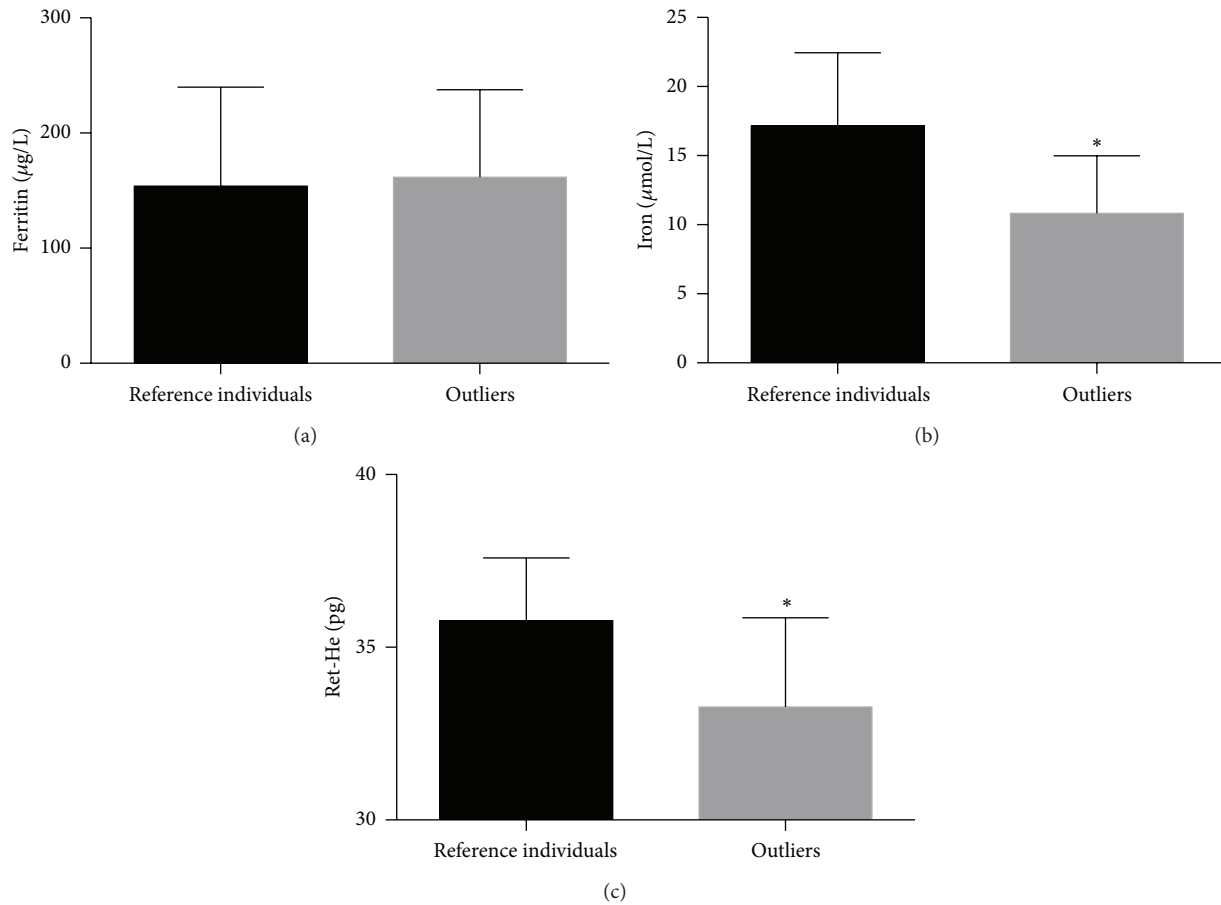 300
200
100
0
Ferritin (μg/L)
Reference individuals
Outliers
(a)
25
20
15
10
5
0
Iron (μmol/L)
*
Reference individuals
Outliers
(b)
40
35
30
Ret-He (pg)
*
Reference individuals
Outliers
(c)